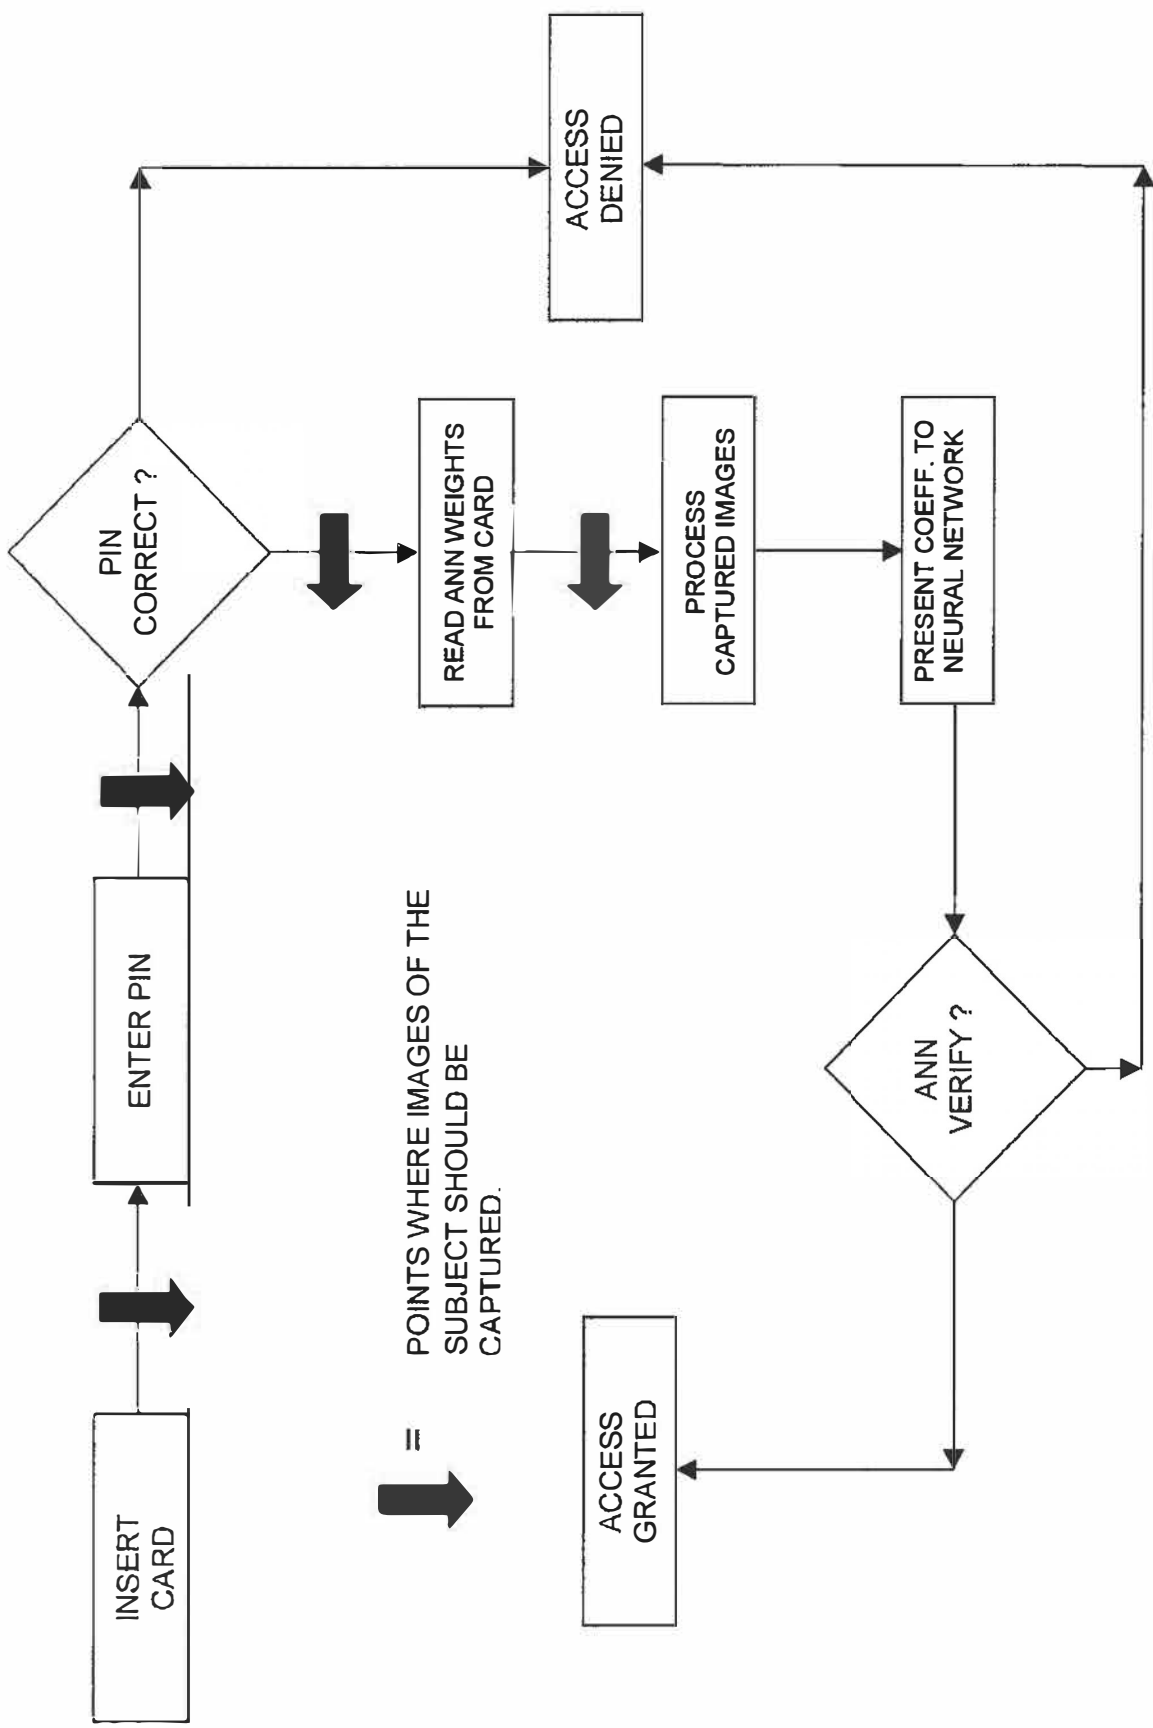 INSERT
CARD
ENTER PIN
PIN
CORRECT ?
=
POINTS WHERE IMAGES OF THE
SUBJECT SHOULD BE
CAPTURED.
READ ANN WEIGHTS
FROM CARD
ACCESS
DENIED
ACCESS
GRANTED
PROCESS
CAPTURED IMAGES
ANN
VERIFY ?
PRESENT COEFF. TO
NEURAL NETWORK